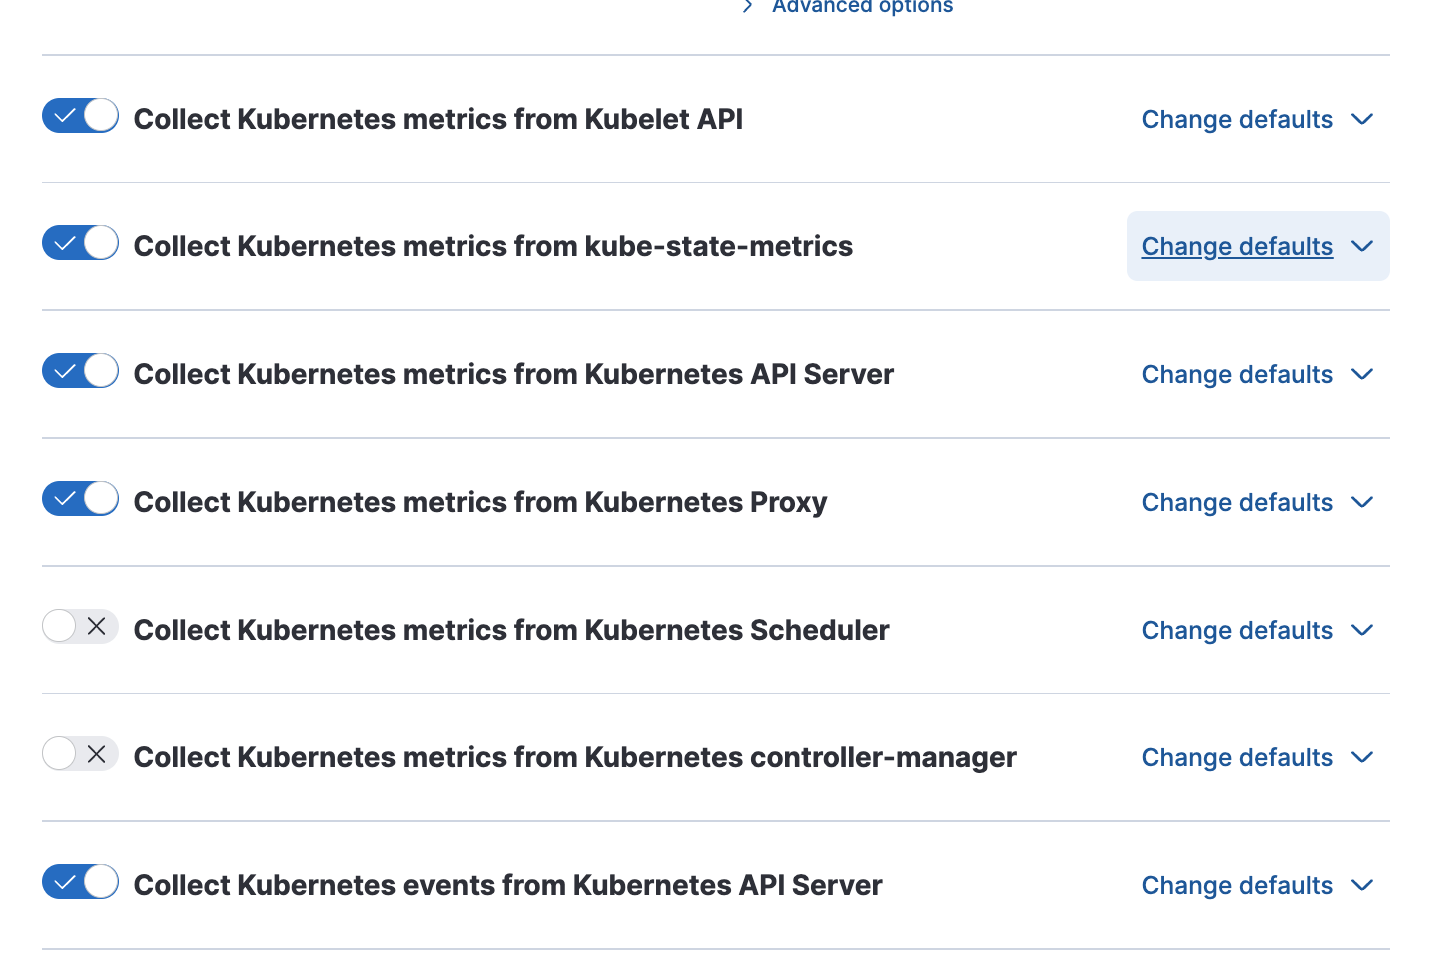 Advanced options
Collect Kubernetes metrics from Kubelet API
Change defaults
Collect Kubernetes metrics from kube-state-metrics
Change defaults
Collect Kubernetes metrics from Kubernetes API Server
Change defaults
Collect Kubernetes metrics from Kubernetes Proxy
Change defaults
Collect Kubernetes metrics from Kubernetes Scheduler
Change defaults
Collect Kubernetes metrics from Kubernetes controller-manager
Change defaults
Collect Kubernetes events from Kubernetes API Server
Change defaults